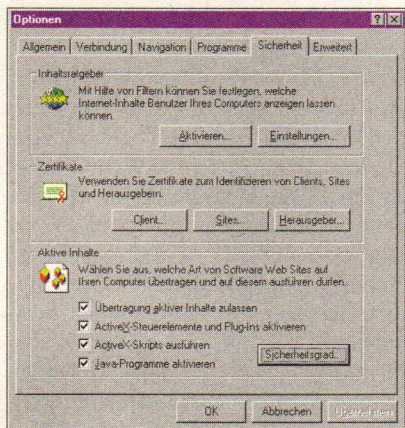 Optionen
Allgemein Verbindung Navigation Programme Sicherheit Erweitert
Inhaltsratgeber
Mit Hilfe von Filtern können Sie festlegen, welche
Internet-Inhalte Benutzer Ihres Computers anzeigen lassen
können.
Aktivieren... Einstellungen...
Zertifikate
Verwenden Sie Zertifikate zum Identifizieren von Clients, Sites
und Herausgebern.
Client... Sites... Herausgeber...
Aktive Inhalte
Wählen Sie aus, welche Art von Software Web Sites auf
Ihren Computer übertragen und auf diesem ausführen dürfen.
Übertragung aktiver Inhalte zulassen
ActiveX-Steuerelemente und Plug-Ins aktivieren
ActiveX-Skripts ausführen
Sicherheitsgrad...
Java-Programme aktivieren
OK Abbrechen Übernehmen